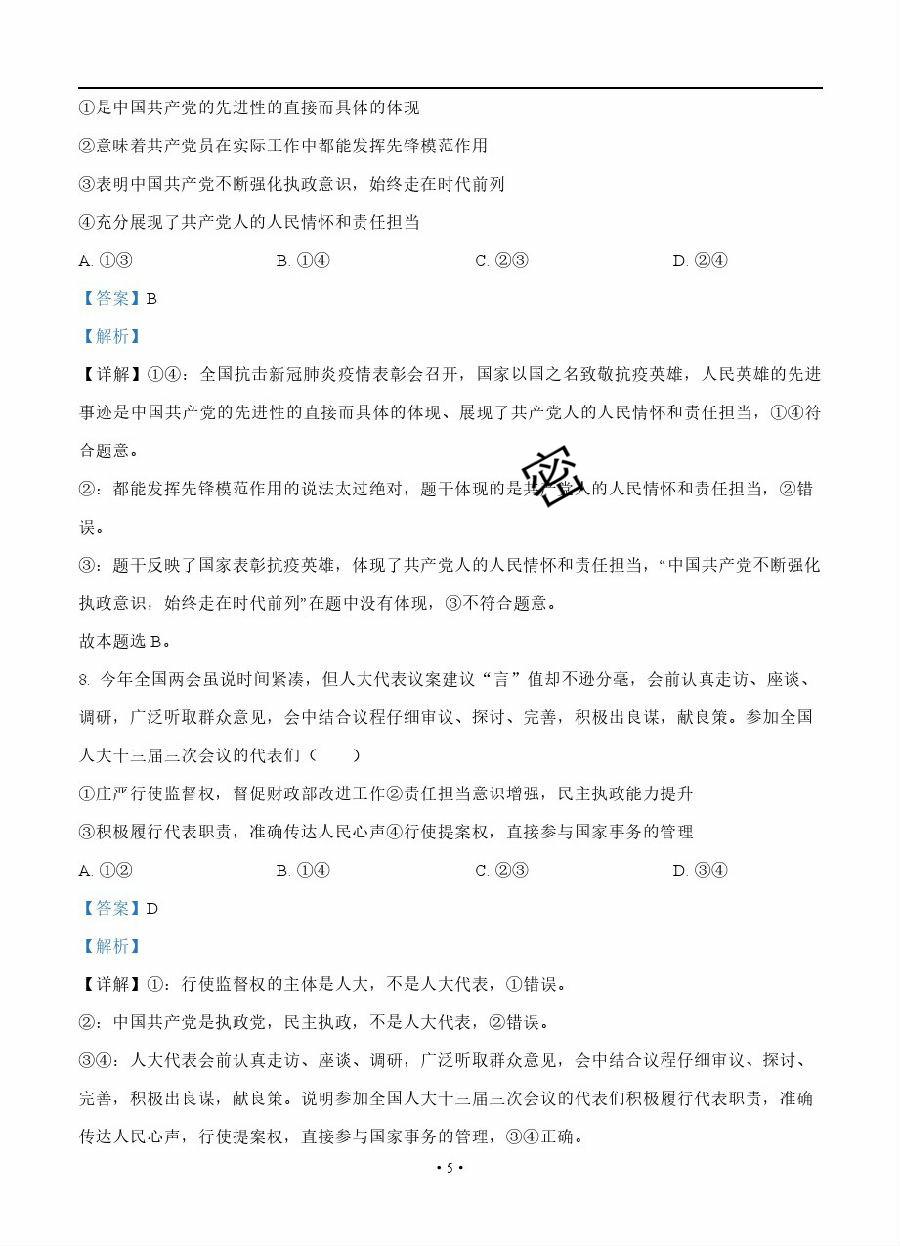 ①是中国共产党的先进性的直接而具体的体现
②意味着共产党员在实际工作中都能发挥先锋模范作用
③表明中国共产党不断强化执政意识，始终走在时代前列
④充分展现了共产党人的人民情怀和责任担当
A. ①③ B. ①④ C. ②③ D. ②④
【答案】B
【解析】
【详解】①④：全国抗击新冠肺炎疫情表彰会召开，国家以国之名致敬抗疫英雄，人民英雄的先进
事迹是中国共产党的先进性的直接而具体的体现、展现了共产党人的人民情怀和责任担当，①④符
合题意。
②：都能发挥先锋模范作用的说法太过绝对，题干体现的是共产党人的人民情怀和责任担当，②错
误。
③：题干反映了国家表彰抗疫英雄，体现了共产党人的人民情怀和责任担当，“中国共产党不断强化
执政意识，始终走在时代前列”在题中没有体现，③不符合题意。
故本题选B。
密
8. 今年全国两会虽说时间紧凑，但人大代表议案建议“言”值却不逊分毫，会前认真走访、座谈、
调研，广泛听取群众意见，会中结合议程仔细审议、探讨、完善，积极出良谋，献良策。参加全国
人大十三届三次会议的代表们（  ）
①庄严行使监督权，督促财政部改进工作②责任担当意识增强，民主执政能力提升
③积极履行代表职责，准确传达人民心声④行使提案权，直接参与国家事务的管理
A. ①② B. ①④ C. ②③ D. ③④
【答案】D
【解析】
【详解】①：行使监督权的主体是人大，不是人大代表，①错误。
②：中国共产党是执政党，民主执政，不是人大代表，②错误。
③④：人大代表会前认真走访、座谈、调研，广泛听取群众意见，会中结合议程仔细审议、探讨、
完善，积极出良谋，献良策。说明参加全国人大十三届三次会议的代表们积极履行代表职责，准确
传达人民心声，行使提案权，直接参与国家事务的管理，③④正确。
• 5 •